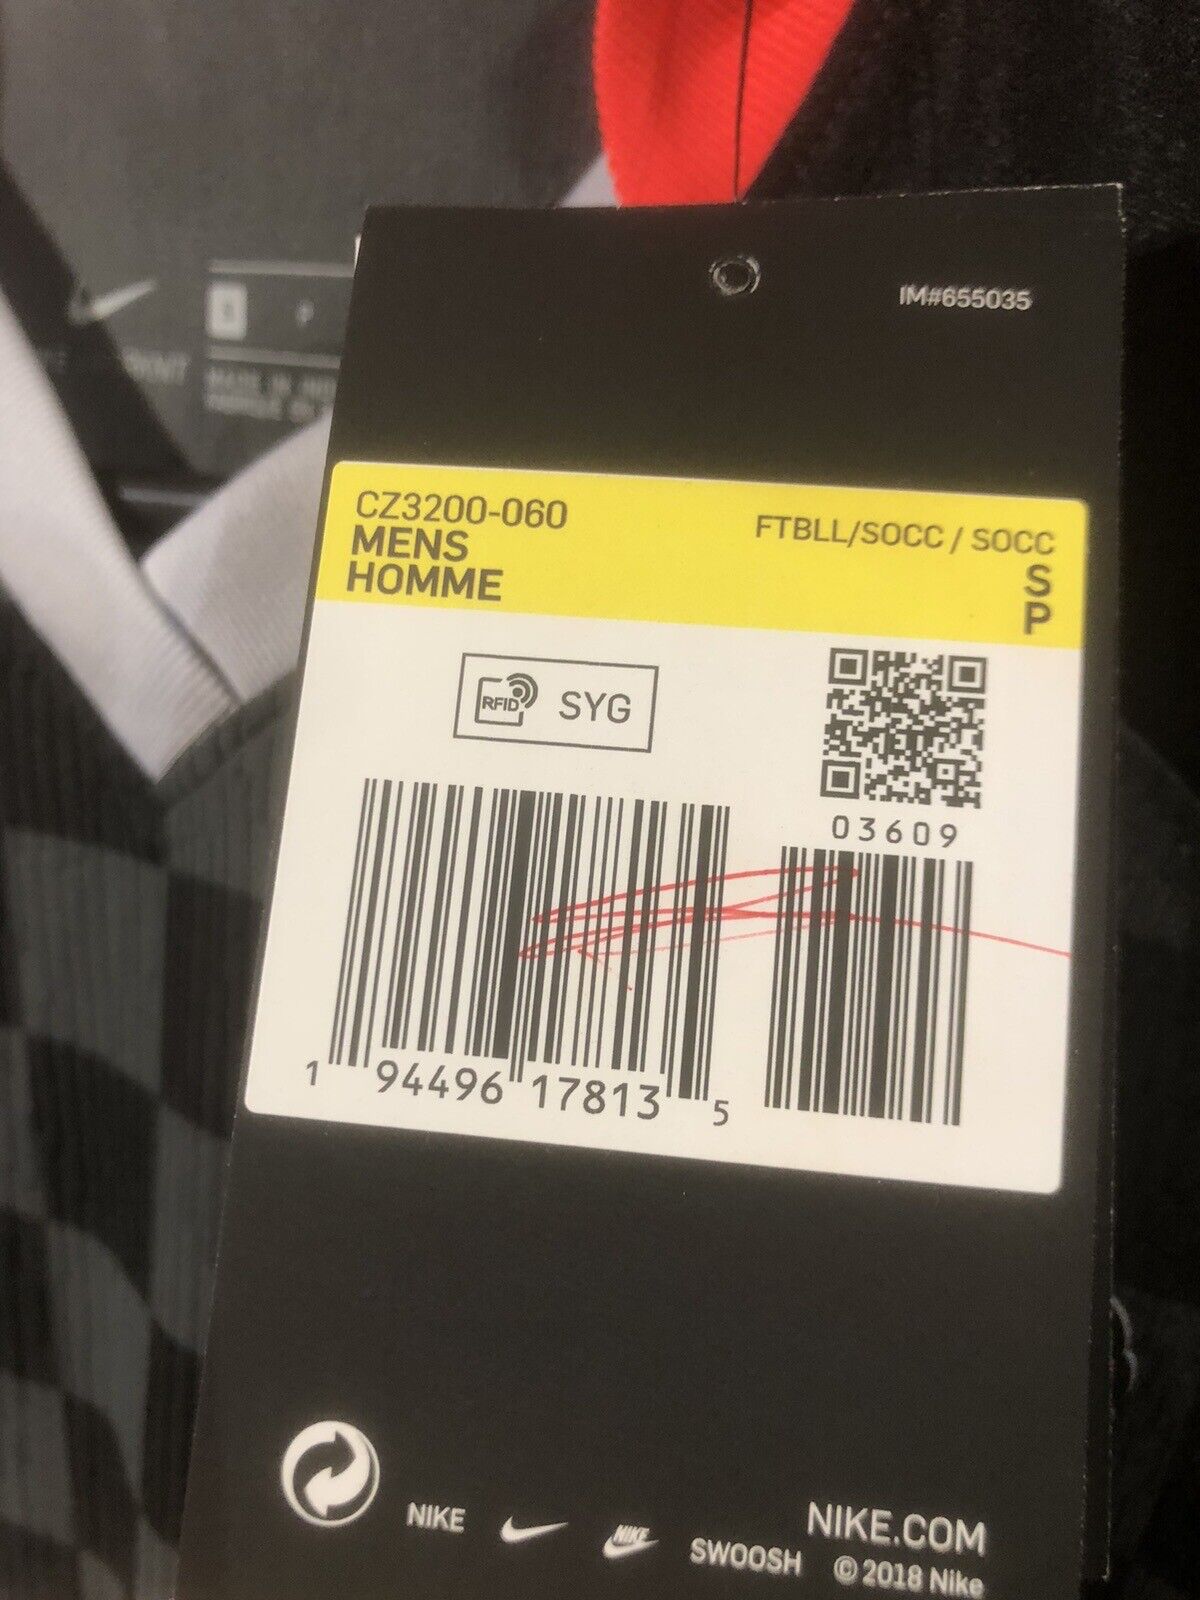 IM#655035
CZ3200-060
MENS
HOMME
FTBLL/SOCC / SOCC
S
P
RFID
SYG
03609
1 94496 17813 5
NIKE
NIKE
SWOOSH
NIKE.COM
©2018 Nike